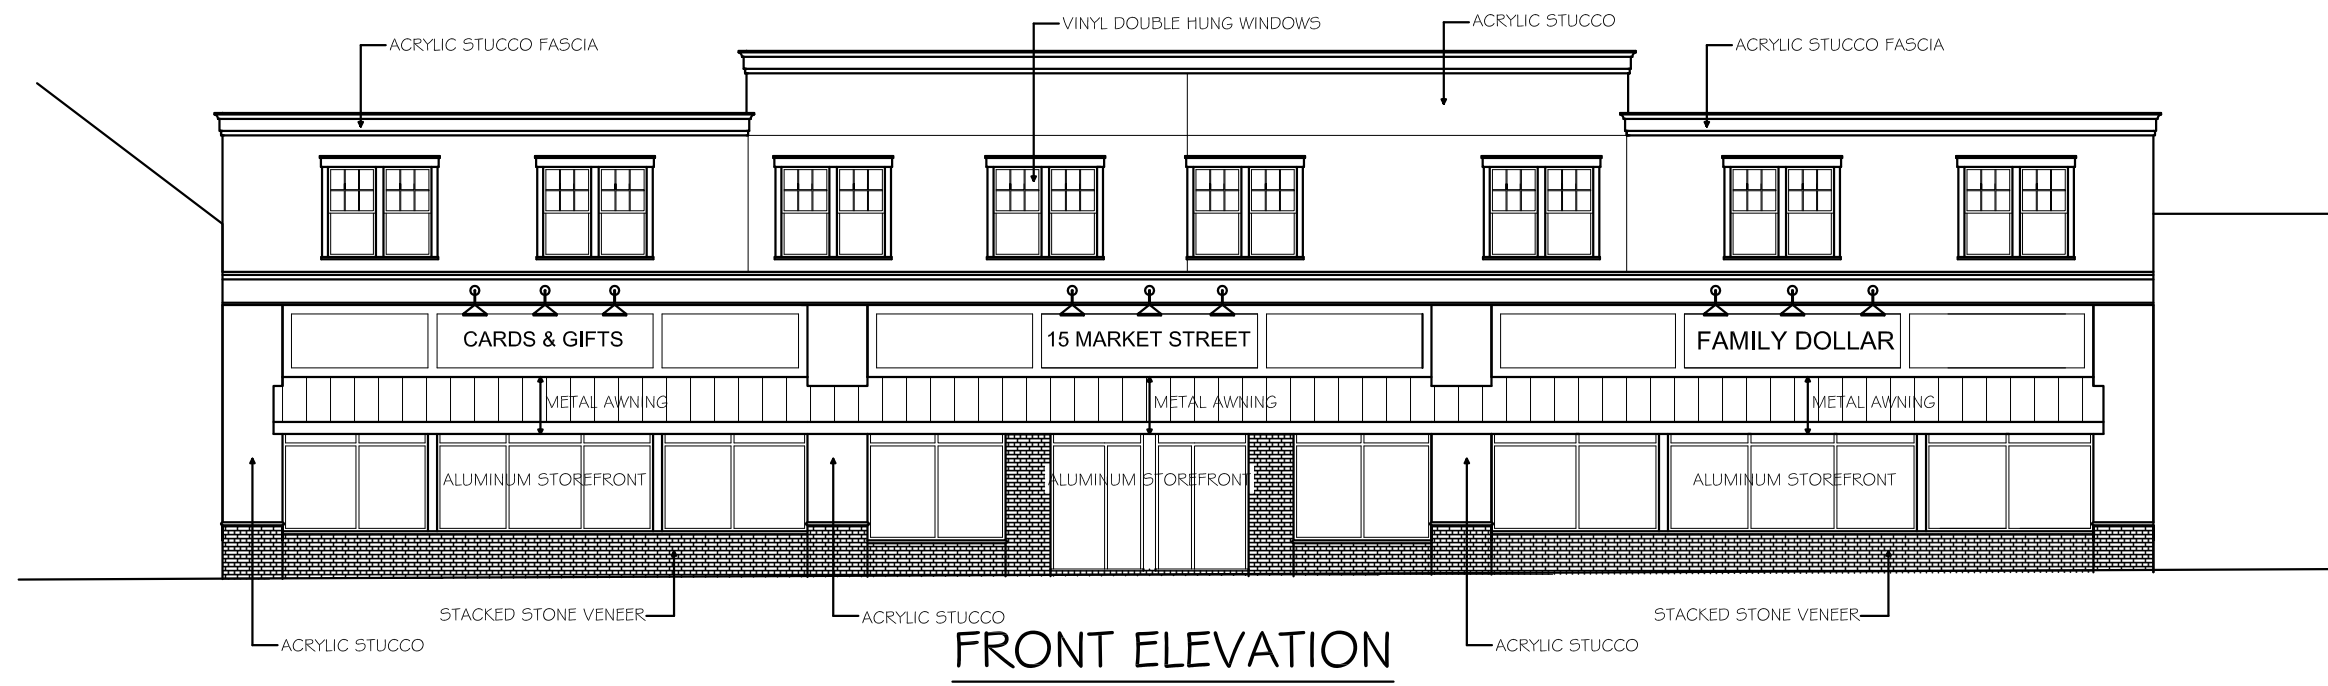 VINYL DOUBLE HUNG WINDOWS
ACRYLIC STUCCO
ACRYLIC STUCCO FASCIA
ACRYLIC STUCCO FASCIA
CARDS & GIFTS
15 MARKET STREET
FAMILY DOLLAR
METAL AWNING
METAL AWNING
METAL AWNING
ALUMINUM STOREFRONT
ALUMINUM STOREFRONT
ALUMINUM STOREFRONT
STACKED STONE VENEER
ACRYLIC STUCCO
STACKED STONE VENEER
ACRYLIC STUCCO
ACRYLIC STUCCO
FRONT ELEVATION